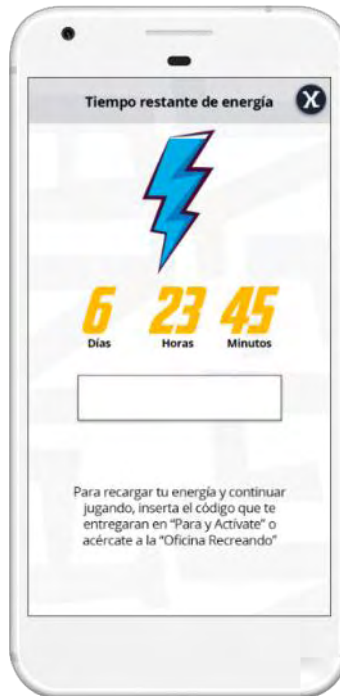 Tiempo restante de energía X
6 23 45
Días Horas Minutos
Para recargar tu energía y continuar
jugando, inserta el código que te
entregaran en “Para y Actívate” o
acércate a la “Oficina Recreando”